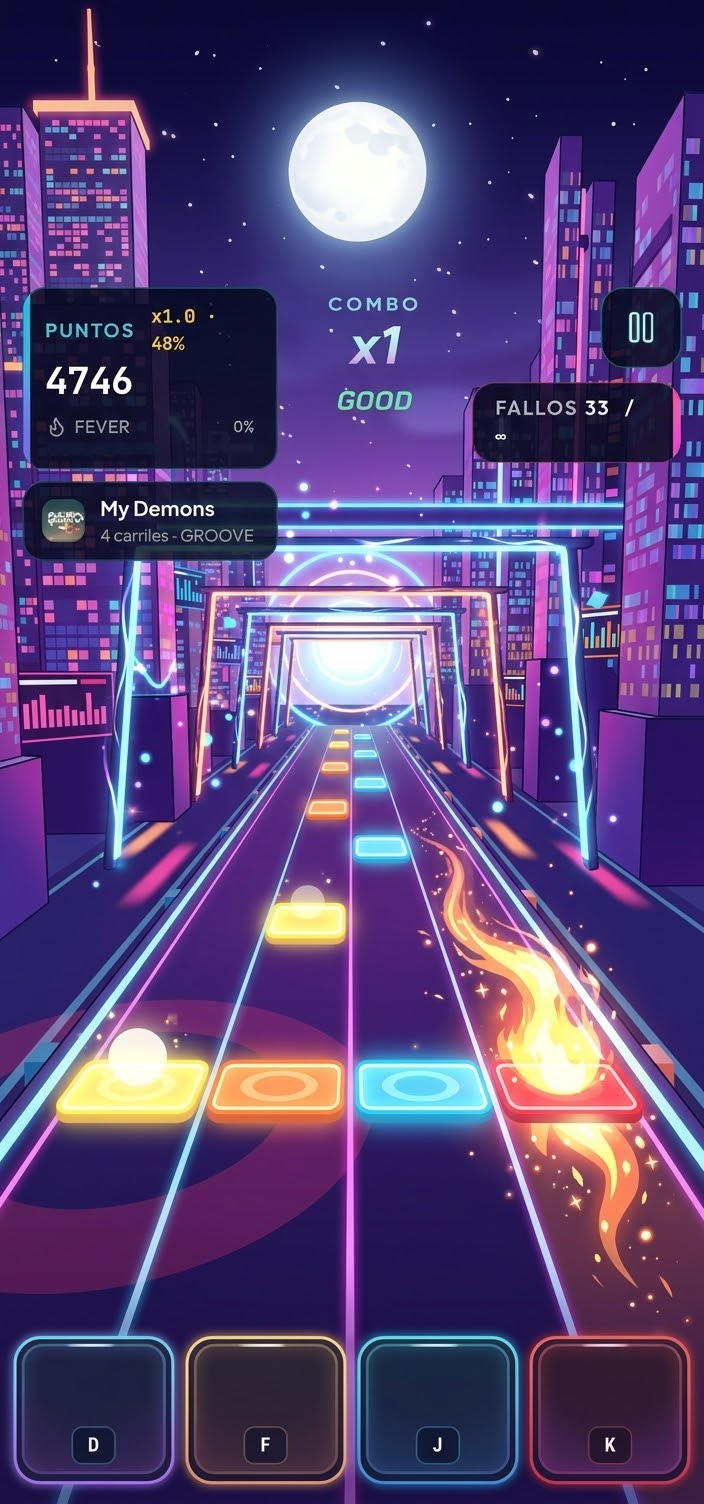 COMBO
x1
GOOD
PUNTOS
x1.0 ·
48%
4746
FEVER
0%
FALLOS 33 /
∞
My Demons
4 carriles - GROOVE
D
F
J
K